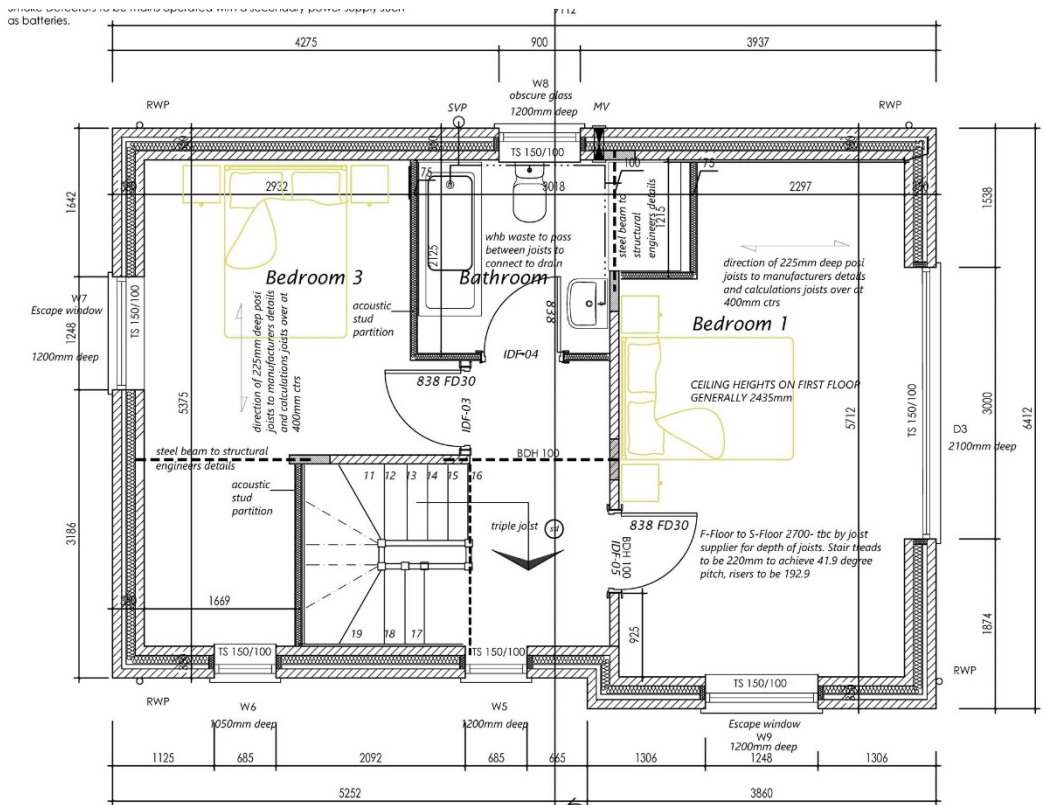 as batteries.
4275
900
3937
W8
obscure glass
1200mm deep
SVP
MV
RWP
RWP
TS 150/100
350
350
100
75
75
350
2932
3018
2297
350
1642
1538
1215
steel beam to
structural
engineers details
whb waste to pass
between joists to
connect to drain
2125
Bedroom 3
Bathroom
direction of 225mm deep posi
joists to manufacturers details
and calculations joists over at
400mm ctrs
W7
Escape window
1248
1200mm deep
TS 150/100
acoustic
stud
partition
838
Bedroom 1
direction of 225mm deep posi
joists to manufacturers details
and calculations joists over at
400mm ctrs
IDF-04
838 FD30
IDF-03
CEILING HEIGHTS ON FIRST FLOOR
GENERALLY 2435mm
5375
5712
TS 150/100
3000
6412
D3
2100mm deep
steel beam to structural
engineers details
BDH 100
11
12
13
14
15
16
acoustic
stud
partition
triple joist
sd
838 FD30
IDF-05
BDH 100
F-Floor to S-Floor 2700- tbc by joist
supplier for depth of joists. Stair treads
to be 220mm to achieve 41.9 degree
pitch, risers to be 192.9
3186
350
1669
19
18
17
925
1874
TS 150/100
TS 150/100
TS 150/100
350
350
RWP
RWP
W6
1050mm deep
W5
1200mm deep
Escape window
W9
1200mm deep
1125
685
2092
685
665
1306
1248
1306
5252
3860